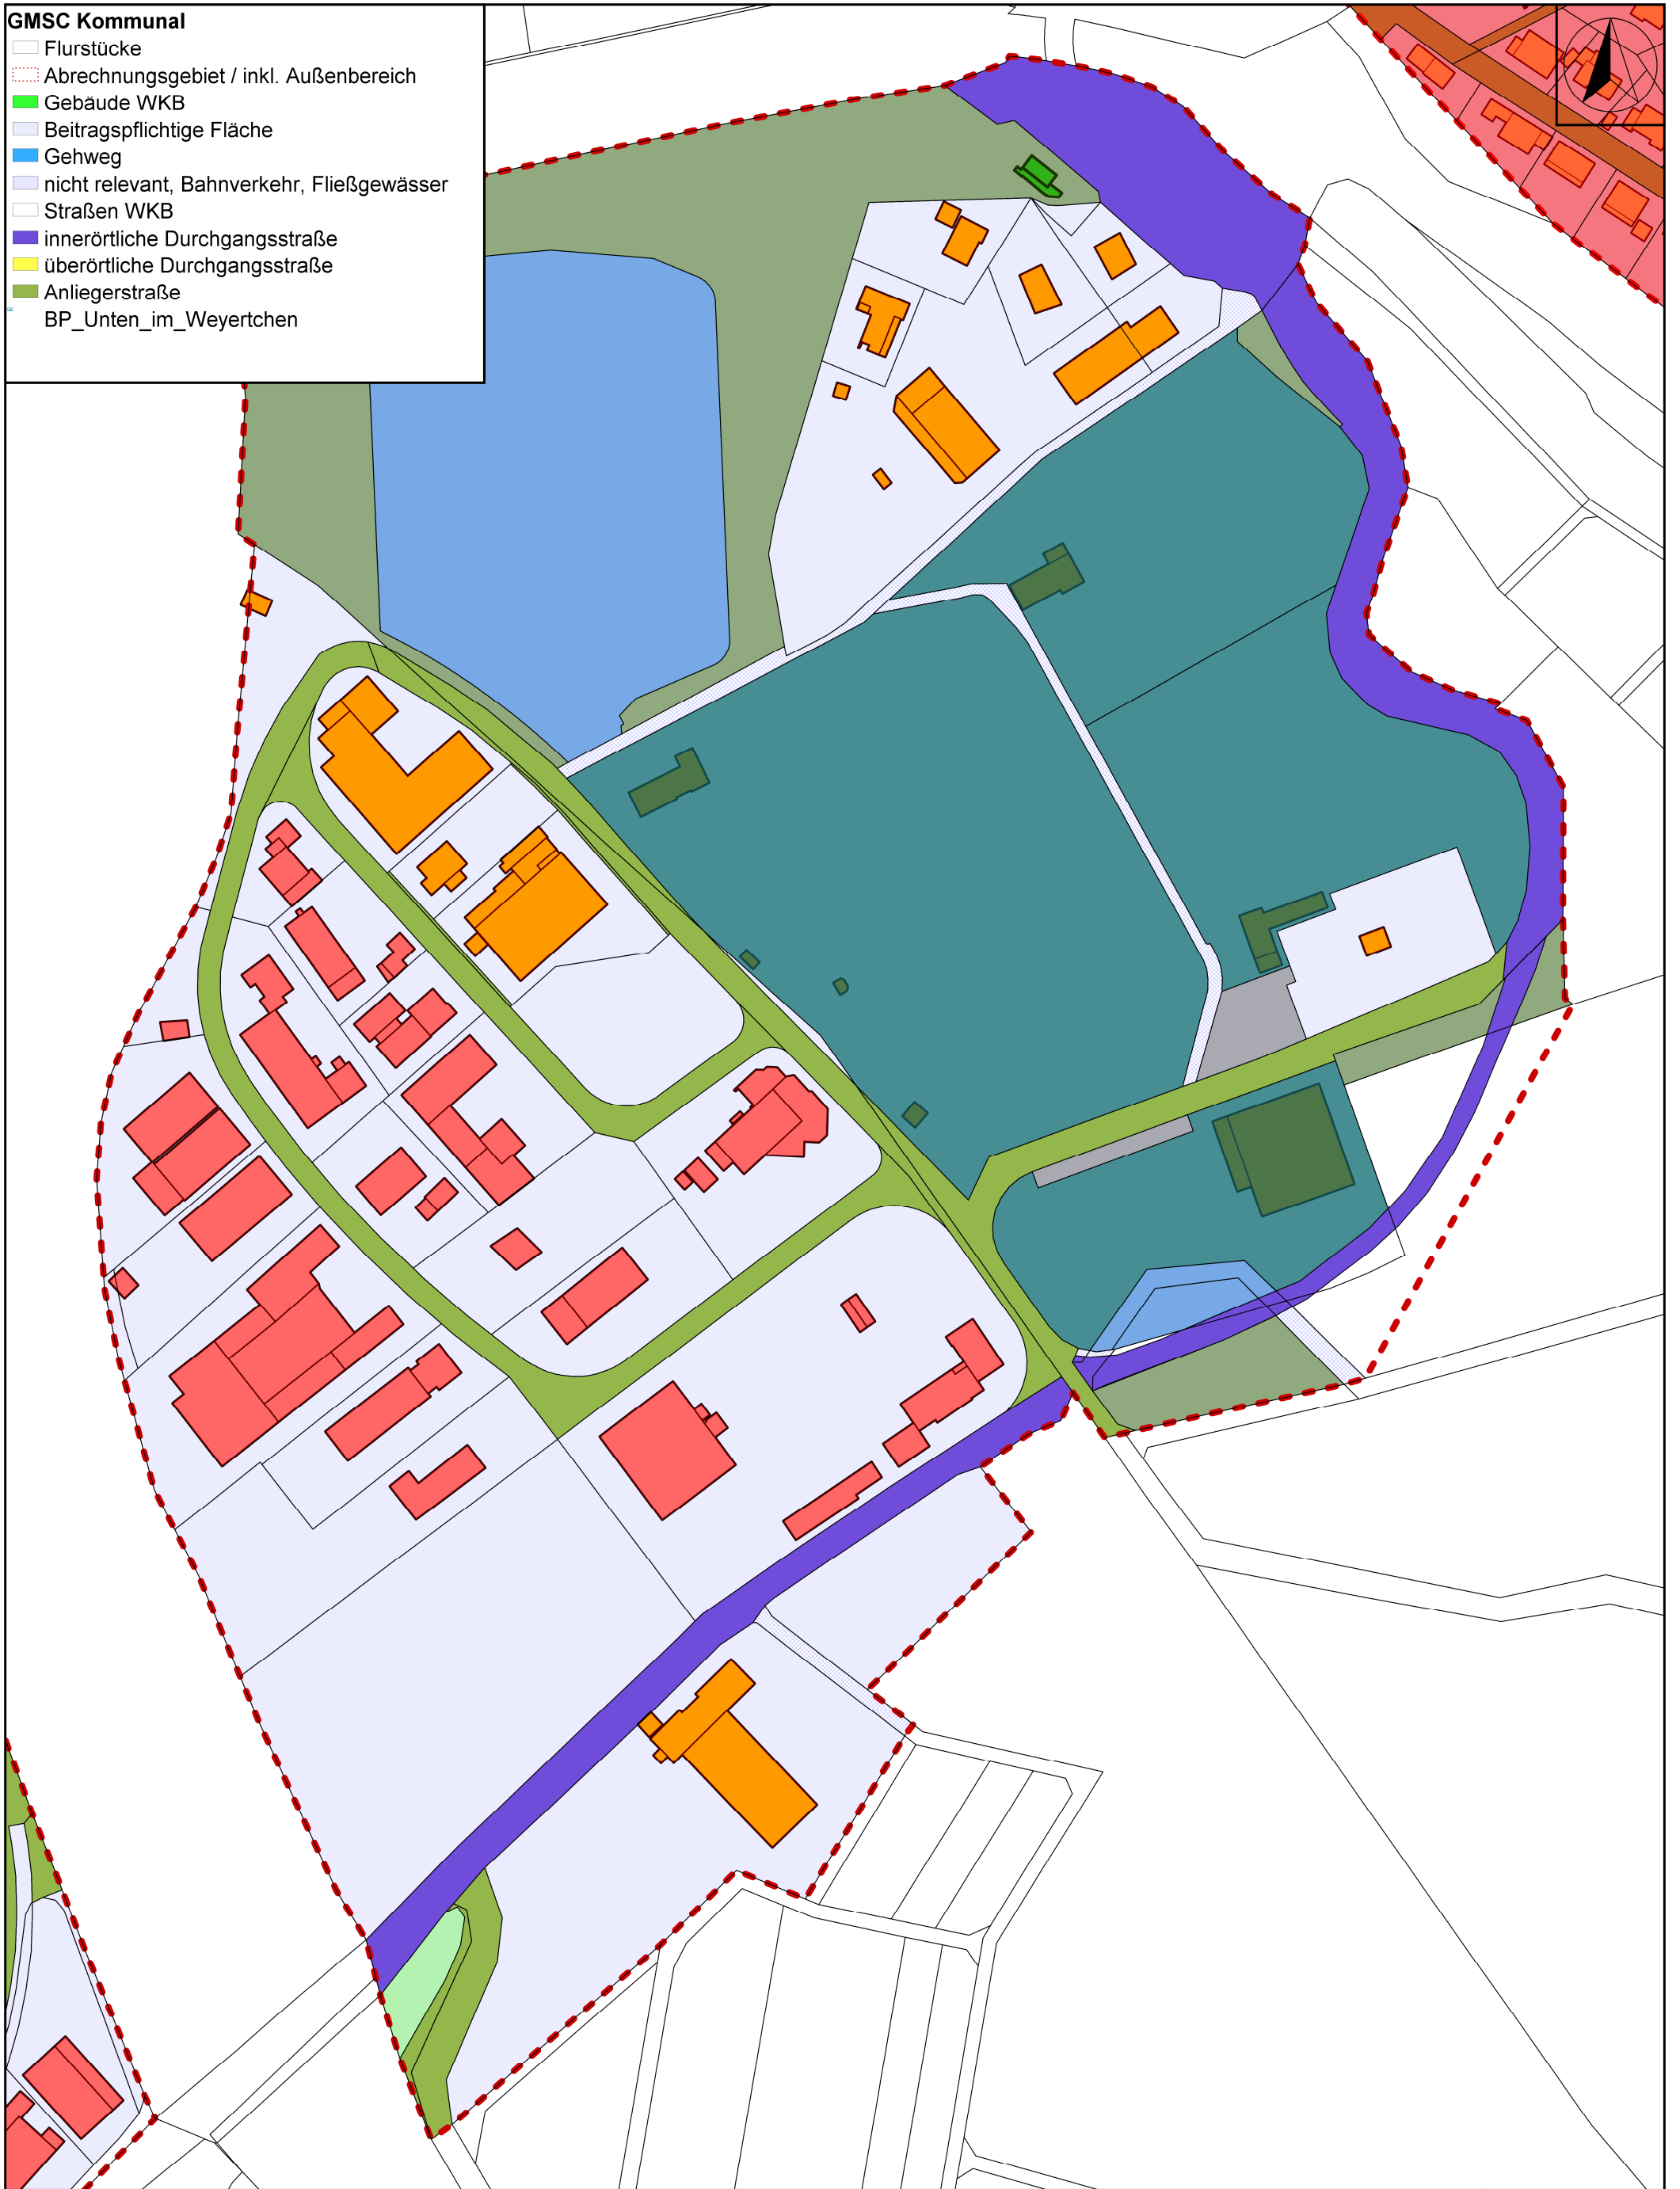 GMSC Kommunal
Flurstücke
Abrechnungsgebiet / inkl. Außenbereich
Gebäude WKB
Beitragspflichtige Fläche
Gehweg
nicht relevant, Bahnverkehr, Fließgewässer
Straßen WKB
innerörtliche Durchgangsstraße
überörtliche Durchgangsstraße
Anliegerstraße
BP_Unten_im_Weyertchen